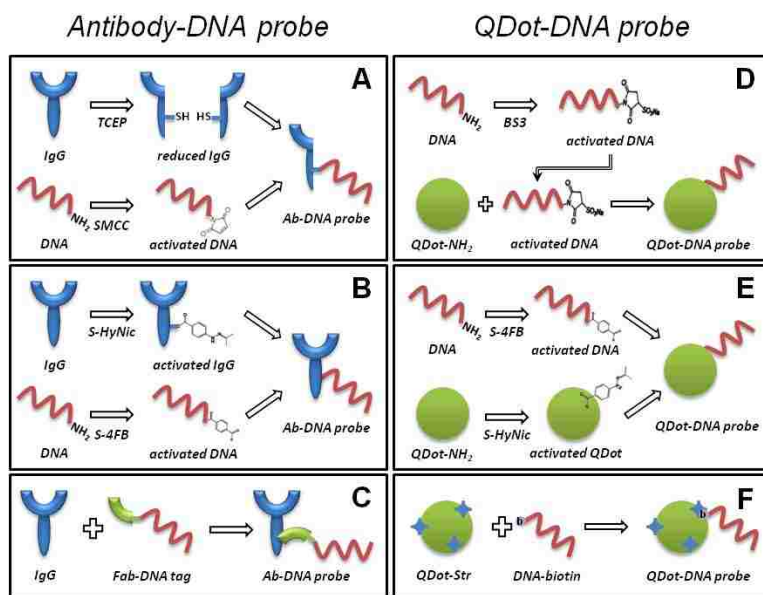 Antibody-DNA probe
QDot-DNA probe
A
IgG
TCEP
SH HS
reduced IgG
DNA
NH2
SMCC
activated DNA
Ab-DNA probe
B
IgG
S-HyNic
activated IgG
DNA
NH2
S-4FB
activated DNA
Ab-DNA probe
C
IgG
Fab-DNA tag
Ab-DNA probe
D
DNA
NH2
BS3
activated DNA
QDot-NH2
activated DNA
QDot-DNA probe
E
DNA
NH2
S-4FB
activated DNA
QDot-NH2
S-HyNic
activated QDot
QDot-DNA probe
F
QDot-Str
b
DNA-biotin
b
QDot-DNA probe